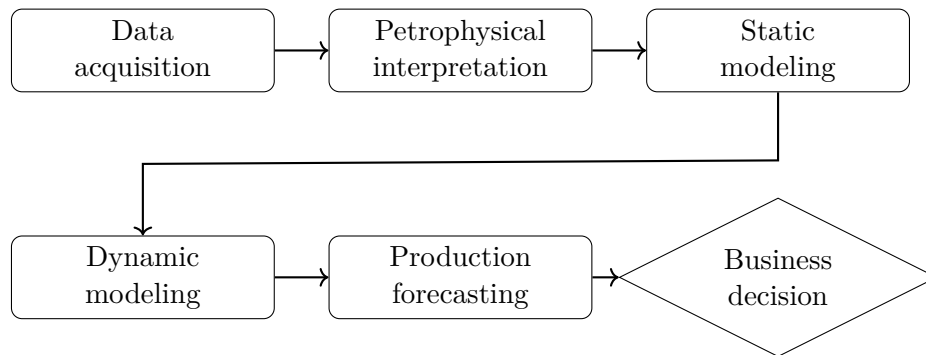 Data
acquisition
Petrophysical
interpretation
Static
modeling
Dynamic
modeling
Production
forecasting
Business
decision